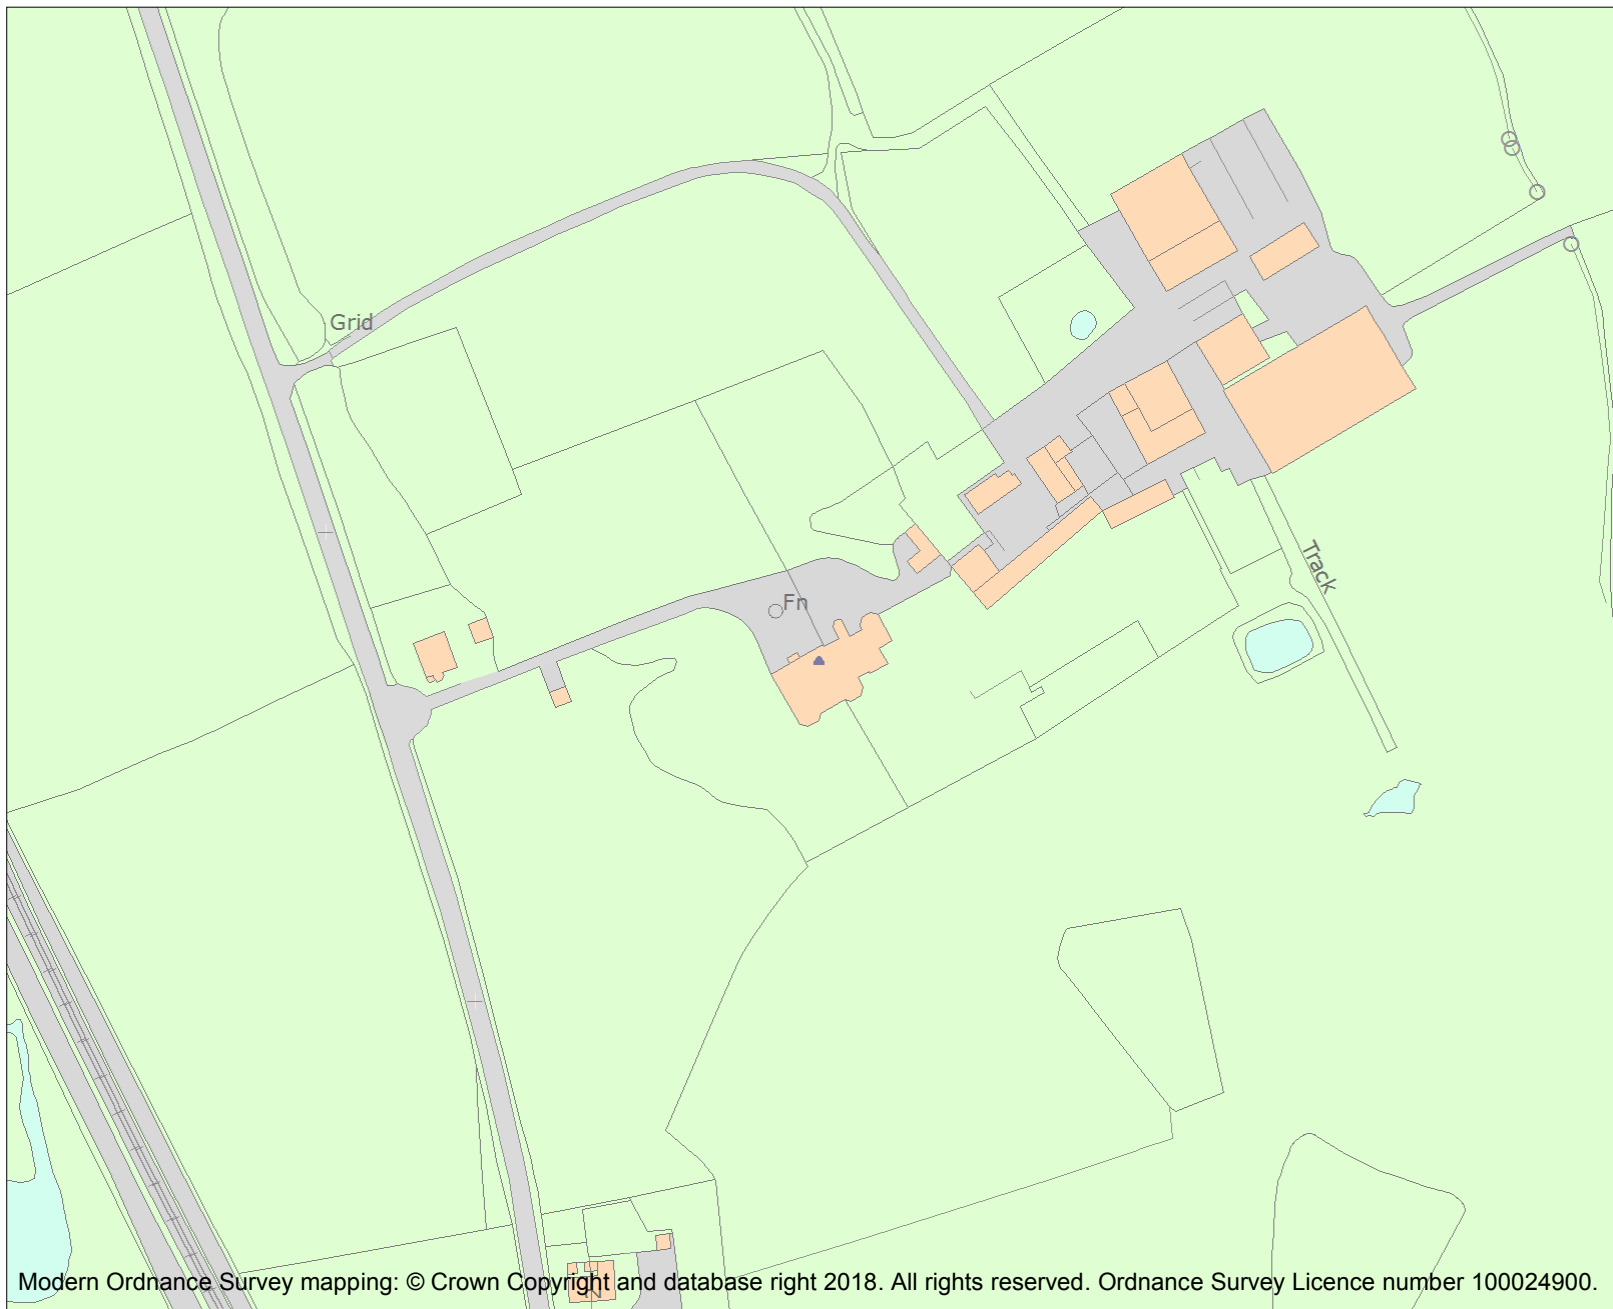 Grid
Fn
Track
Modern Ordnance Survey mapping: © Crown Copyright and database right 2018. All rights reserved. Ordnance Survey Licence number 100024900.